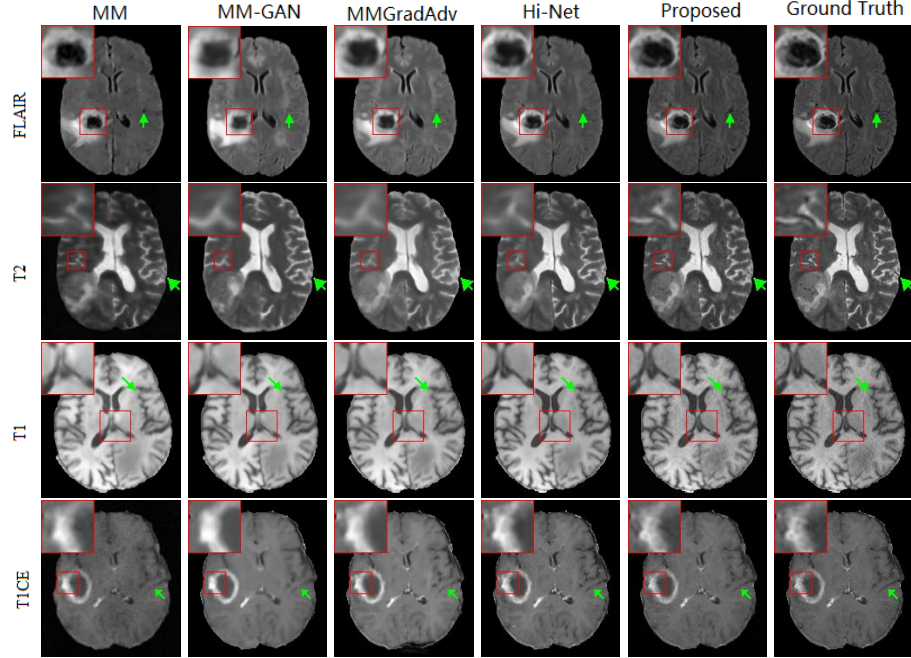 MM MM-GAN MMGradAdv Hi-Net Proposed Ground Truth
FLAIR
T2
T1
T1CE